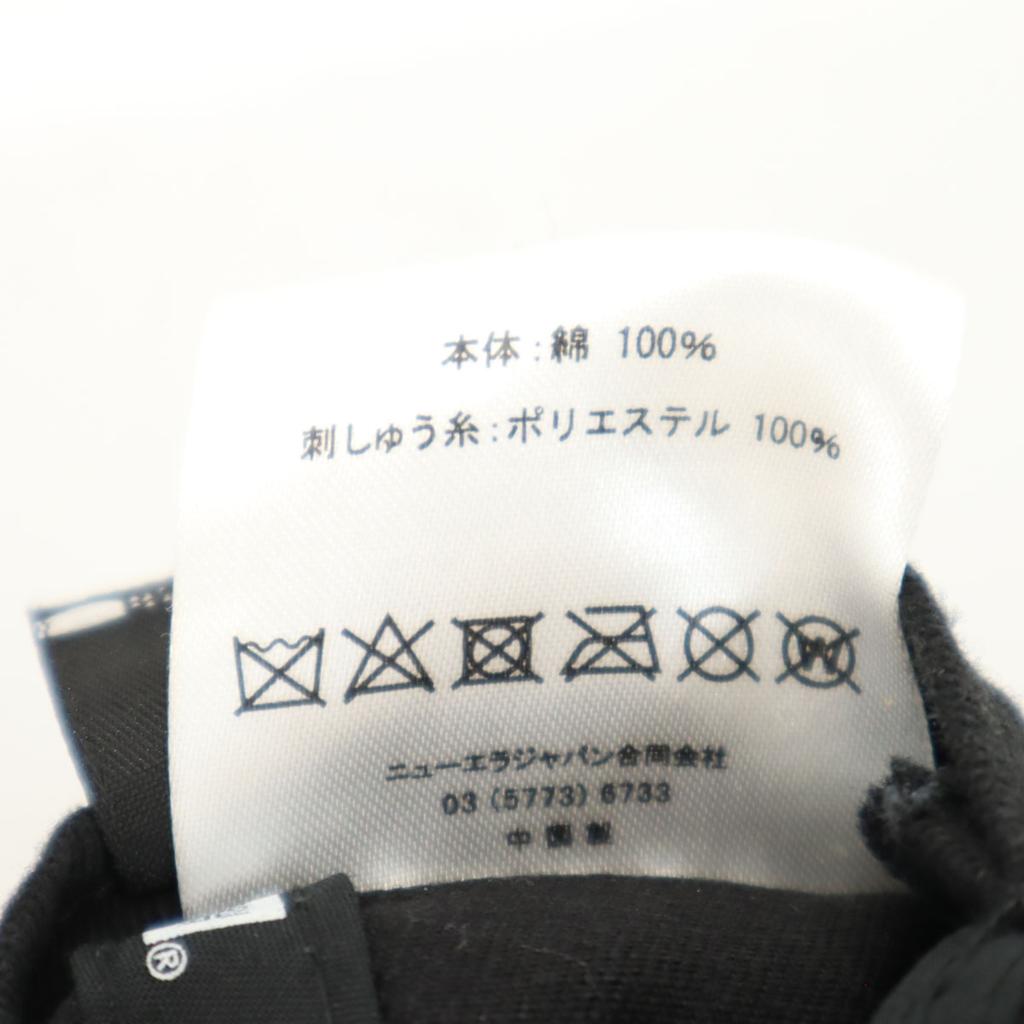 本体:綿 100%
刺しゅう糸:ポリエステル 100%
W
ニューエラジャパン合同会社
03 (5773) 6733
中国製
®